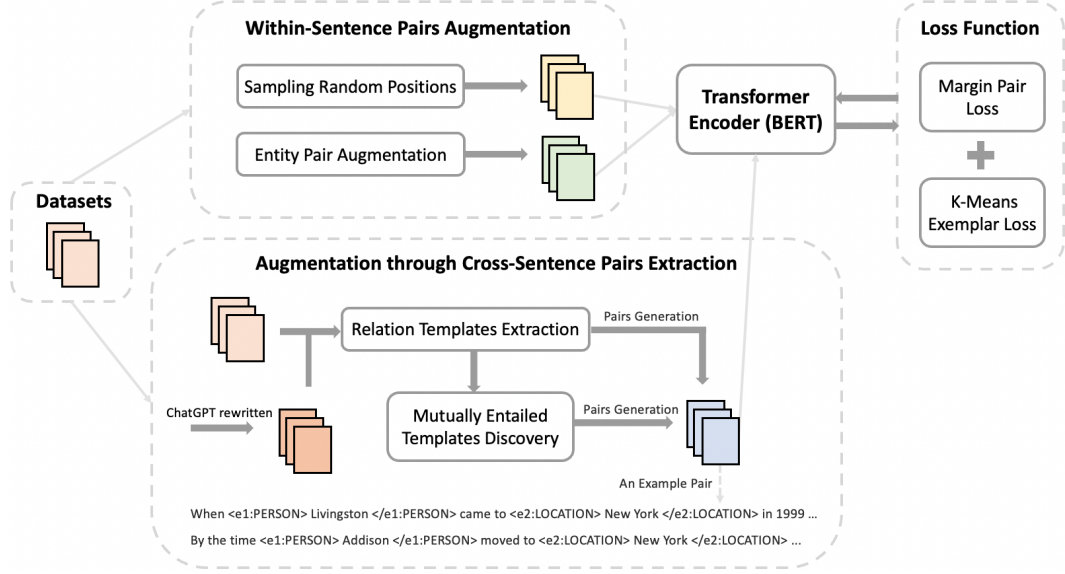 Within-Sentence Pairs Augmentation
Sampling Random Positions
Entity Pair Augmentation
Transformer
Encoder (BERT)
Loss Function
Margin Pair
Loss
K-Means
Exemplar Loss
Datasets
Augmentation through Cross-Sentence Pairs Extraction
Relation Templates Extraction
Pairs Generation
ChatGPT rewritten
Mutually Entailed
Templates Discovery
Pairs Generation
An Example Pair
When <e1:PERSON> Livingston </e1:PERSON> came to <e2:LOCATION> New York </e2:LOCATION> in 1999 ...
By the time <e1:PERSON> Addison </e1:PERSON> moved to <e2:LOCATION> New York </e2:LOCATION> ...